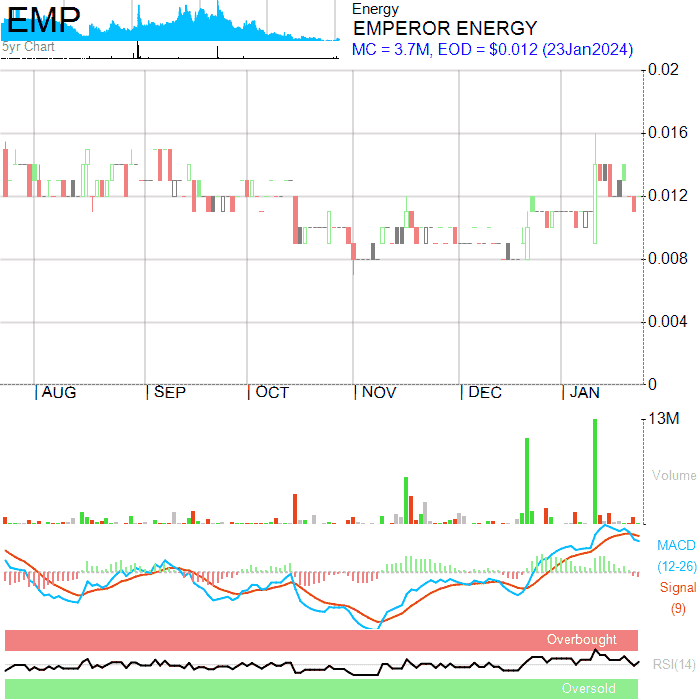 EMP
5yr Chart
Energy
EMPEROR ENERGY
MC = 3.7M, EOD = $0.012 (23Jan2024)
0.02
0.016
0.012
0.008
0.004
0
AUG
SEP
OCT
NOV
DEC
JAN
13M
Volume
MACD
(12-26)
Signal
(9)
Overbought
RSI(14)
Oversold